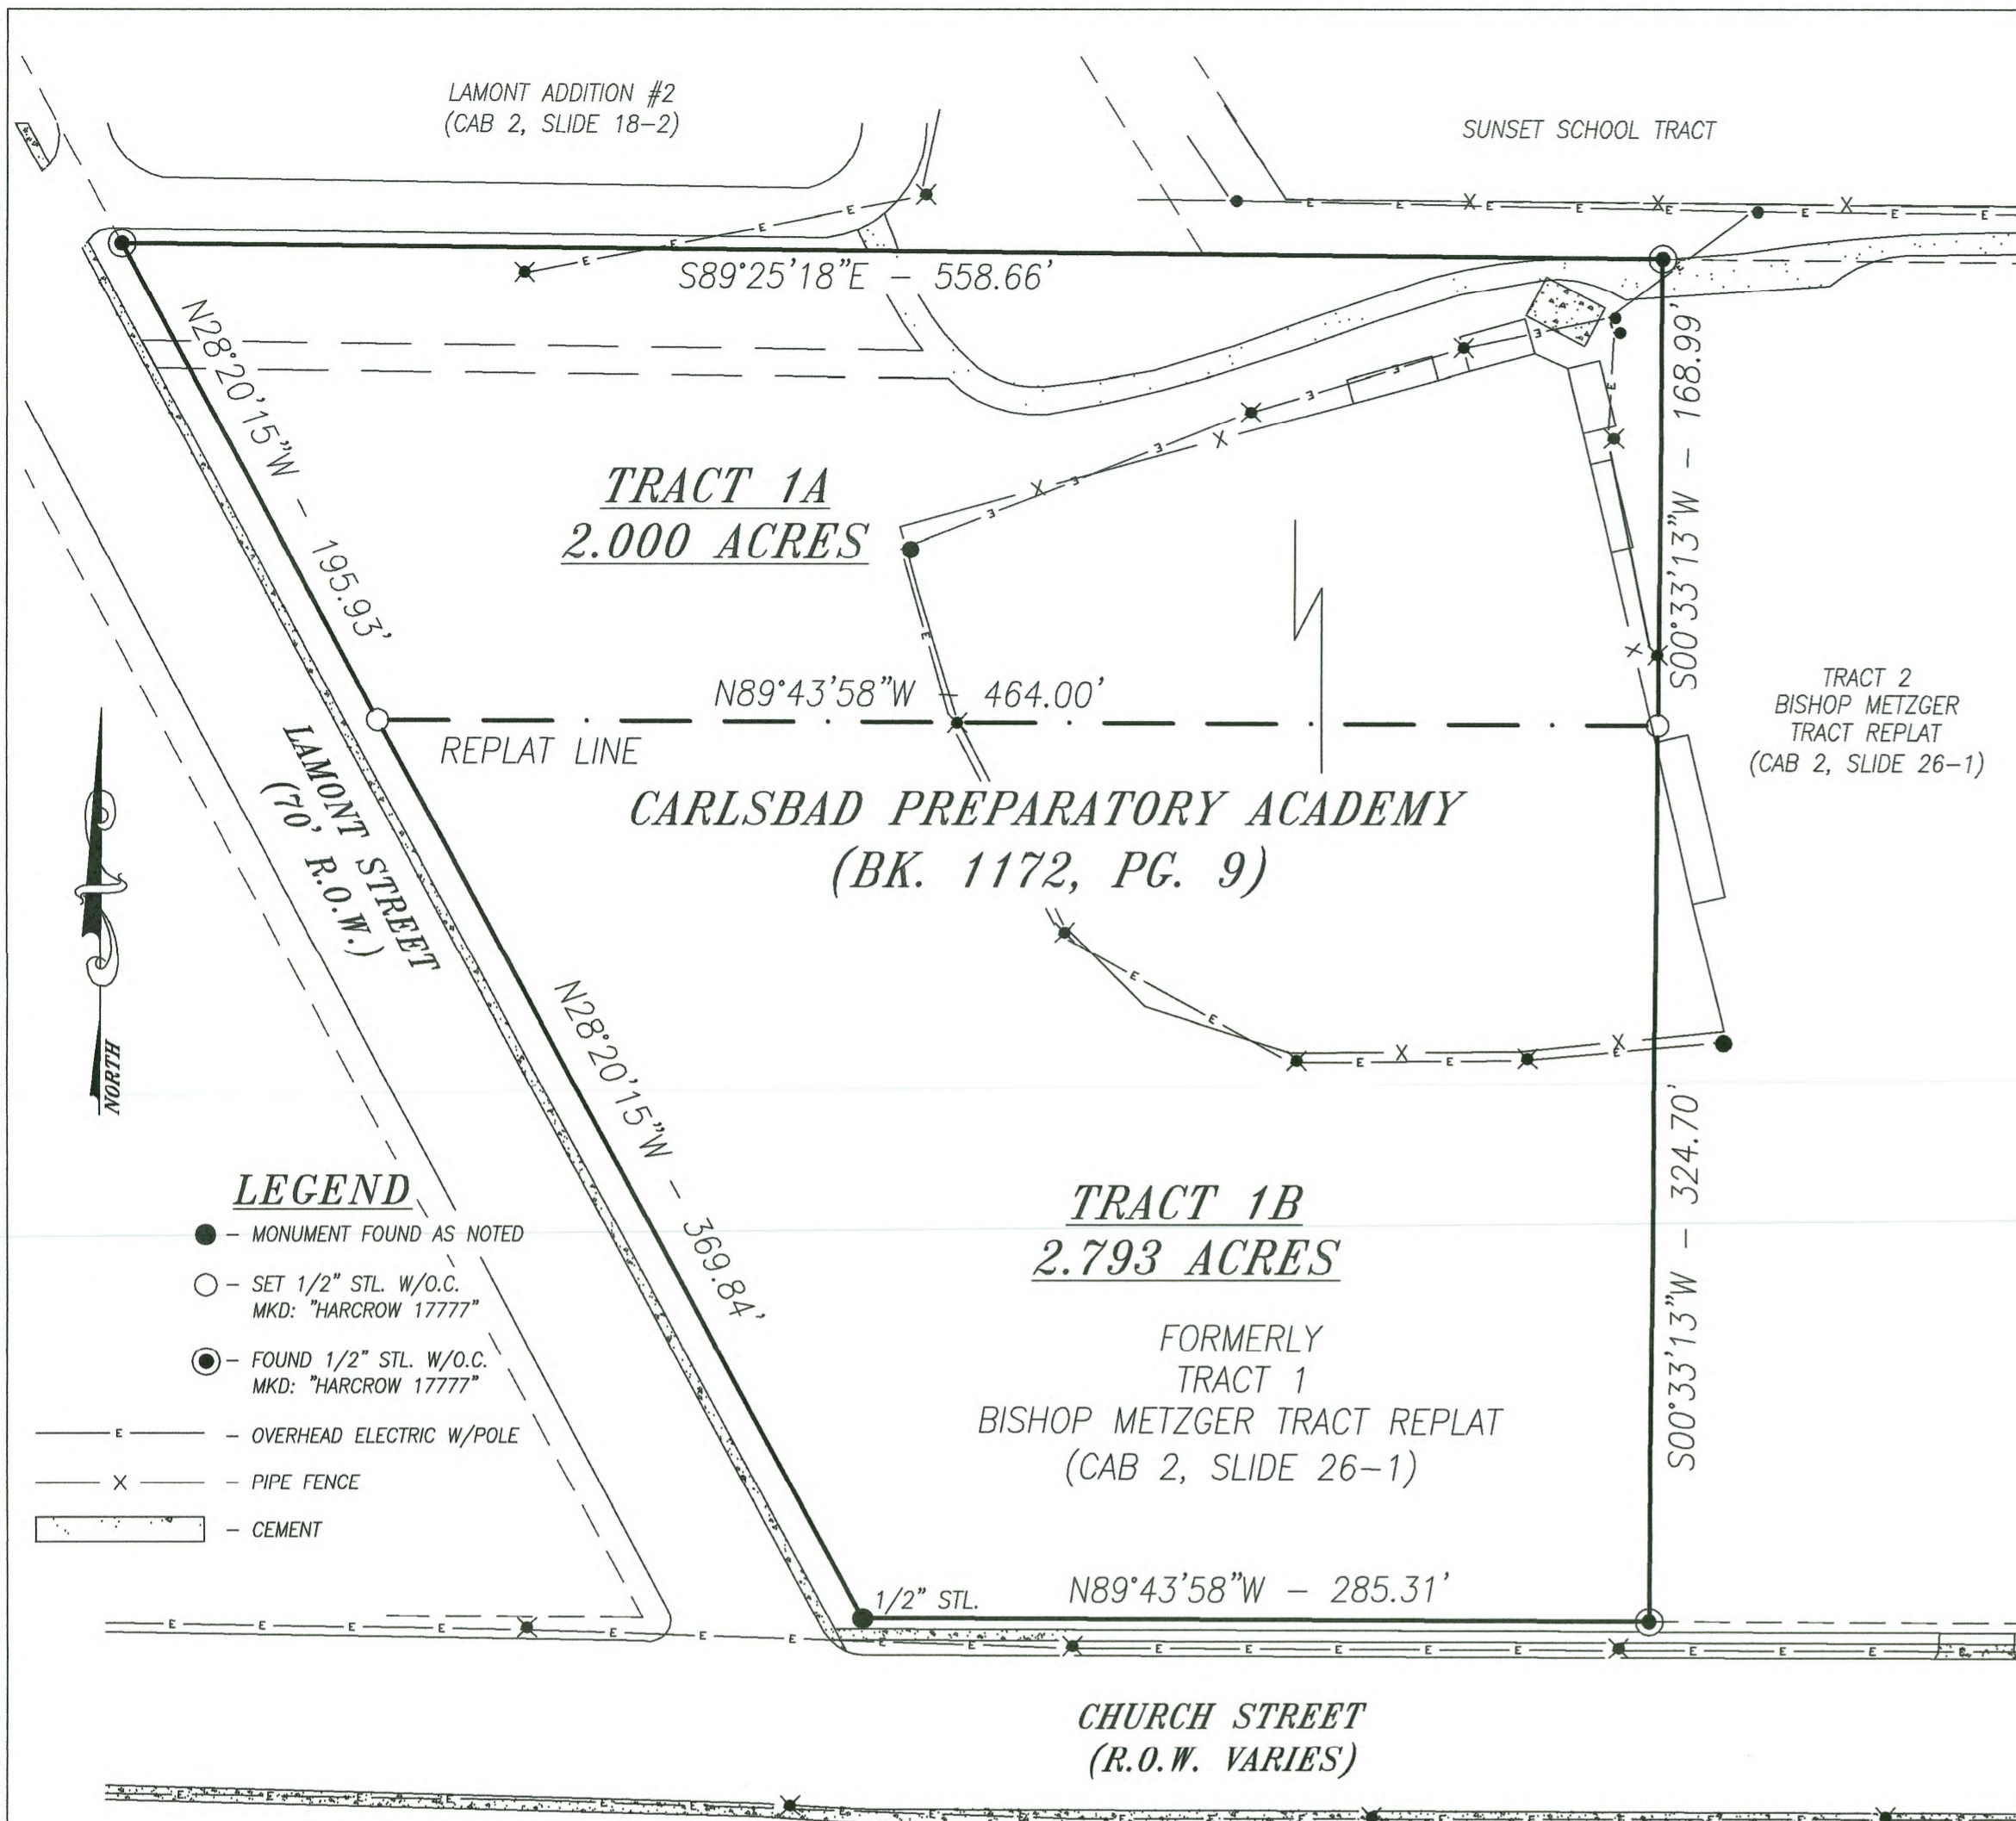 LAMONT ADDITION #2
(CAB 2, SLIDE 18-2)
SUNSET SCHOOL TRACT
S89°25'18"E - 558.66'
N28°20'15"W - 195.93'
S00°33'13"W - 168.99'
TRACT 1A
2.000 ACRES
N89°43'58"W - 464.00'
REPLAT LINE
TRACT 2
BISHOP METZGER
TRACT REPLAT
(CAB 2, SLIDE 26-1)
LAMONT STREET
(70' R.O.W.)
CARLSBAD PREPARATORY ACADEMY
(BK. 1172, PG. 9)
NORTH
N28°20'15"W - 369.84'
S00°33'13"W - 324.70'
LEGEND
- MONUMENT FOUND AS NOTED
- SET 1/2" STL. W/O.C.
MKD: "HARCROW 17777"
- FOUND 1/2" STL. W/O.C.
MKD: "HARCROW 17777"
E - OVERHEAD ELECTRIC W/POLE
X - PIPE FENCE
- CEMENT
TRACT 1B
2.793 ACRES
FORMERLY
TRACT 1
BISHOP METZGER TRACT REPLAT
(CAB 2, SLIDE 26-1)
1/2" STL.
N89°43'58"W - 285.31'
CHURCH STREET
(R.O.W. VARIES)